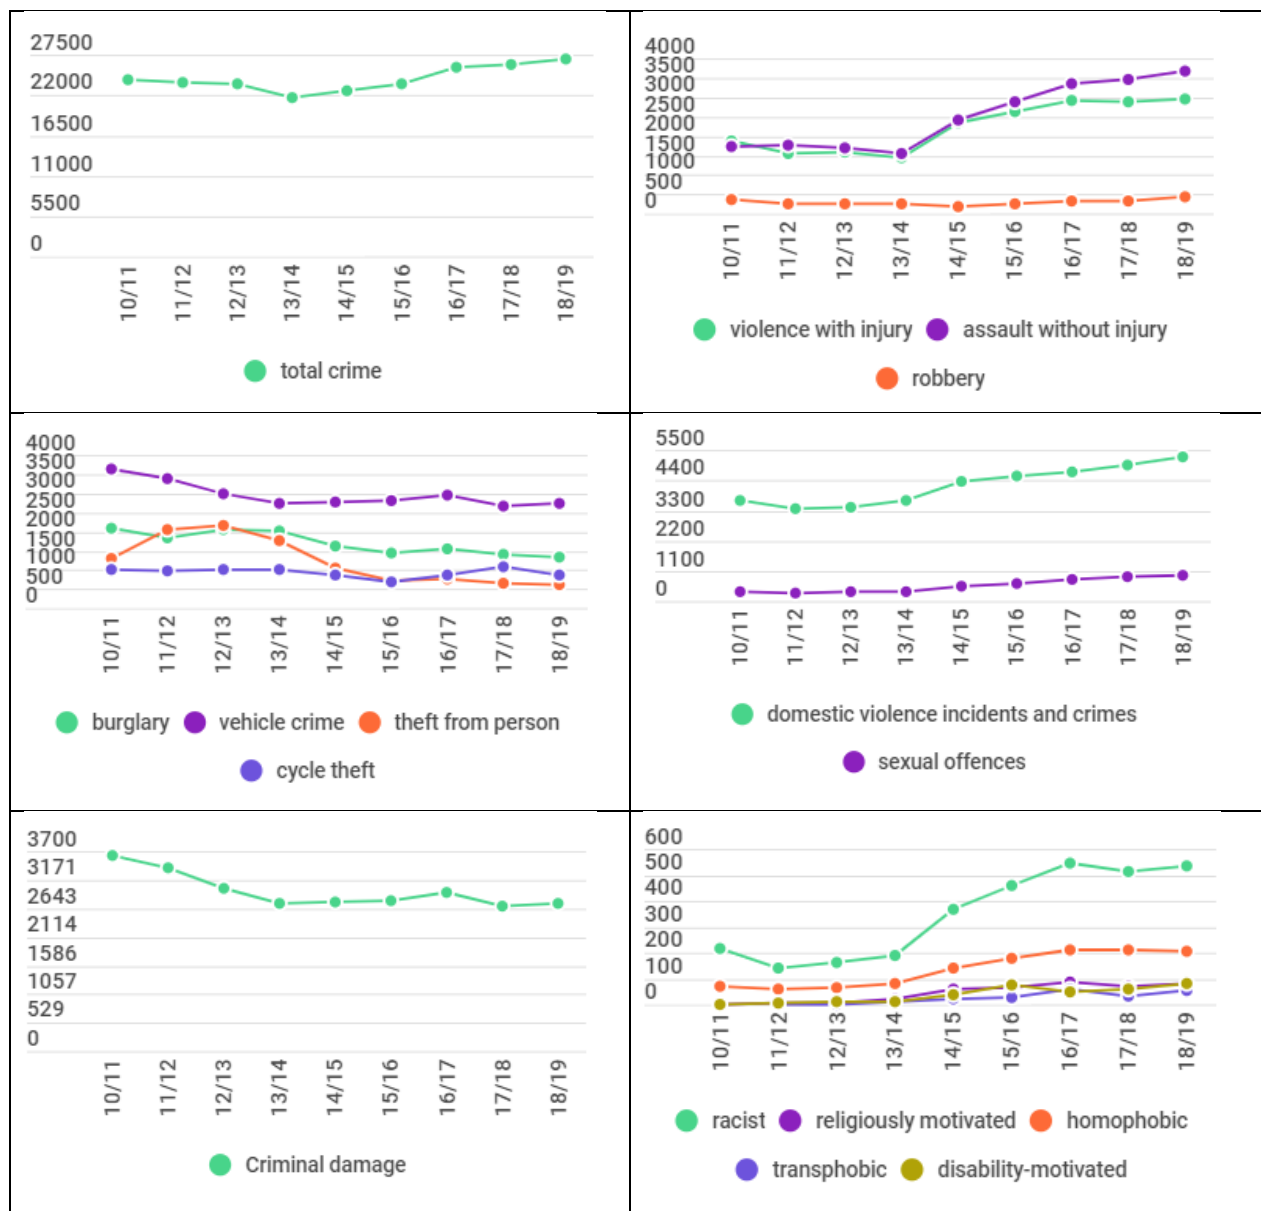 27500
22000
16500
11000
5500
0
10/11 11/12 12/13 13/14 14/15 15/16 16/17 17/18 18/19
total crime
4000
3500
3000
2500
2000
1500
1000
500
0
10/11 11/12 12/13 13/14 14/15 15/16 16/17 17/18 18/19
violence with injury assault without injury
robbery
4000
3500
3000
2500
2000
1500
1000
500
0
10/11 11/12 12/13 13/14 14/15 15/16 16/17 17/18 18/19
burglary vehicle crime theft from person
cycle theft
5500
4400
3300
2200
1100
0
10/11 11/12 12/13 13/14 14/15 15/16 16/17 17/18 18/19
domestic violence incidents and crimes
sexual offences
3700
3171
2643
2114
1586
1057
529
0
10/11 11/12 12/13 13/14 14/15 15/16 16/17 17/18 18/19
Criminal damage
600
500
400
300
200
100
0
10/11 11/12 12/13 13/14 14/15 15/16 16/17 17/18 18/19
racist religiously motivated homophobic
transphobic disability-motivated